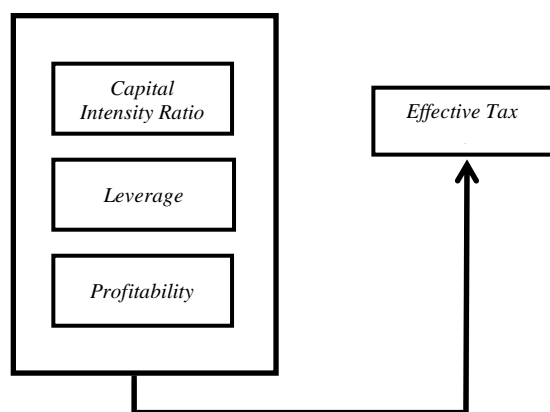 Capital
Intensity Ratio
Effective Tax
Leverage
Profitability